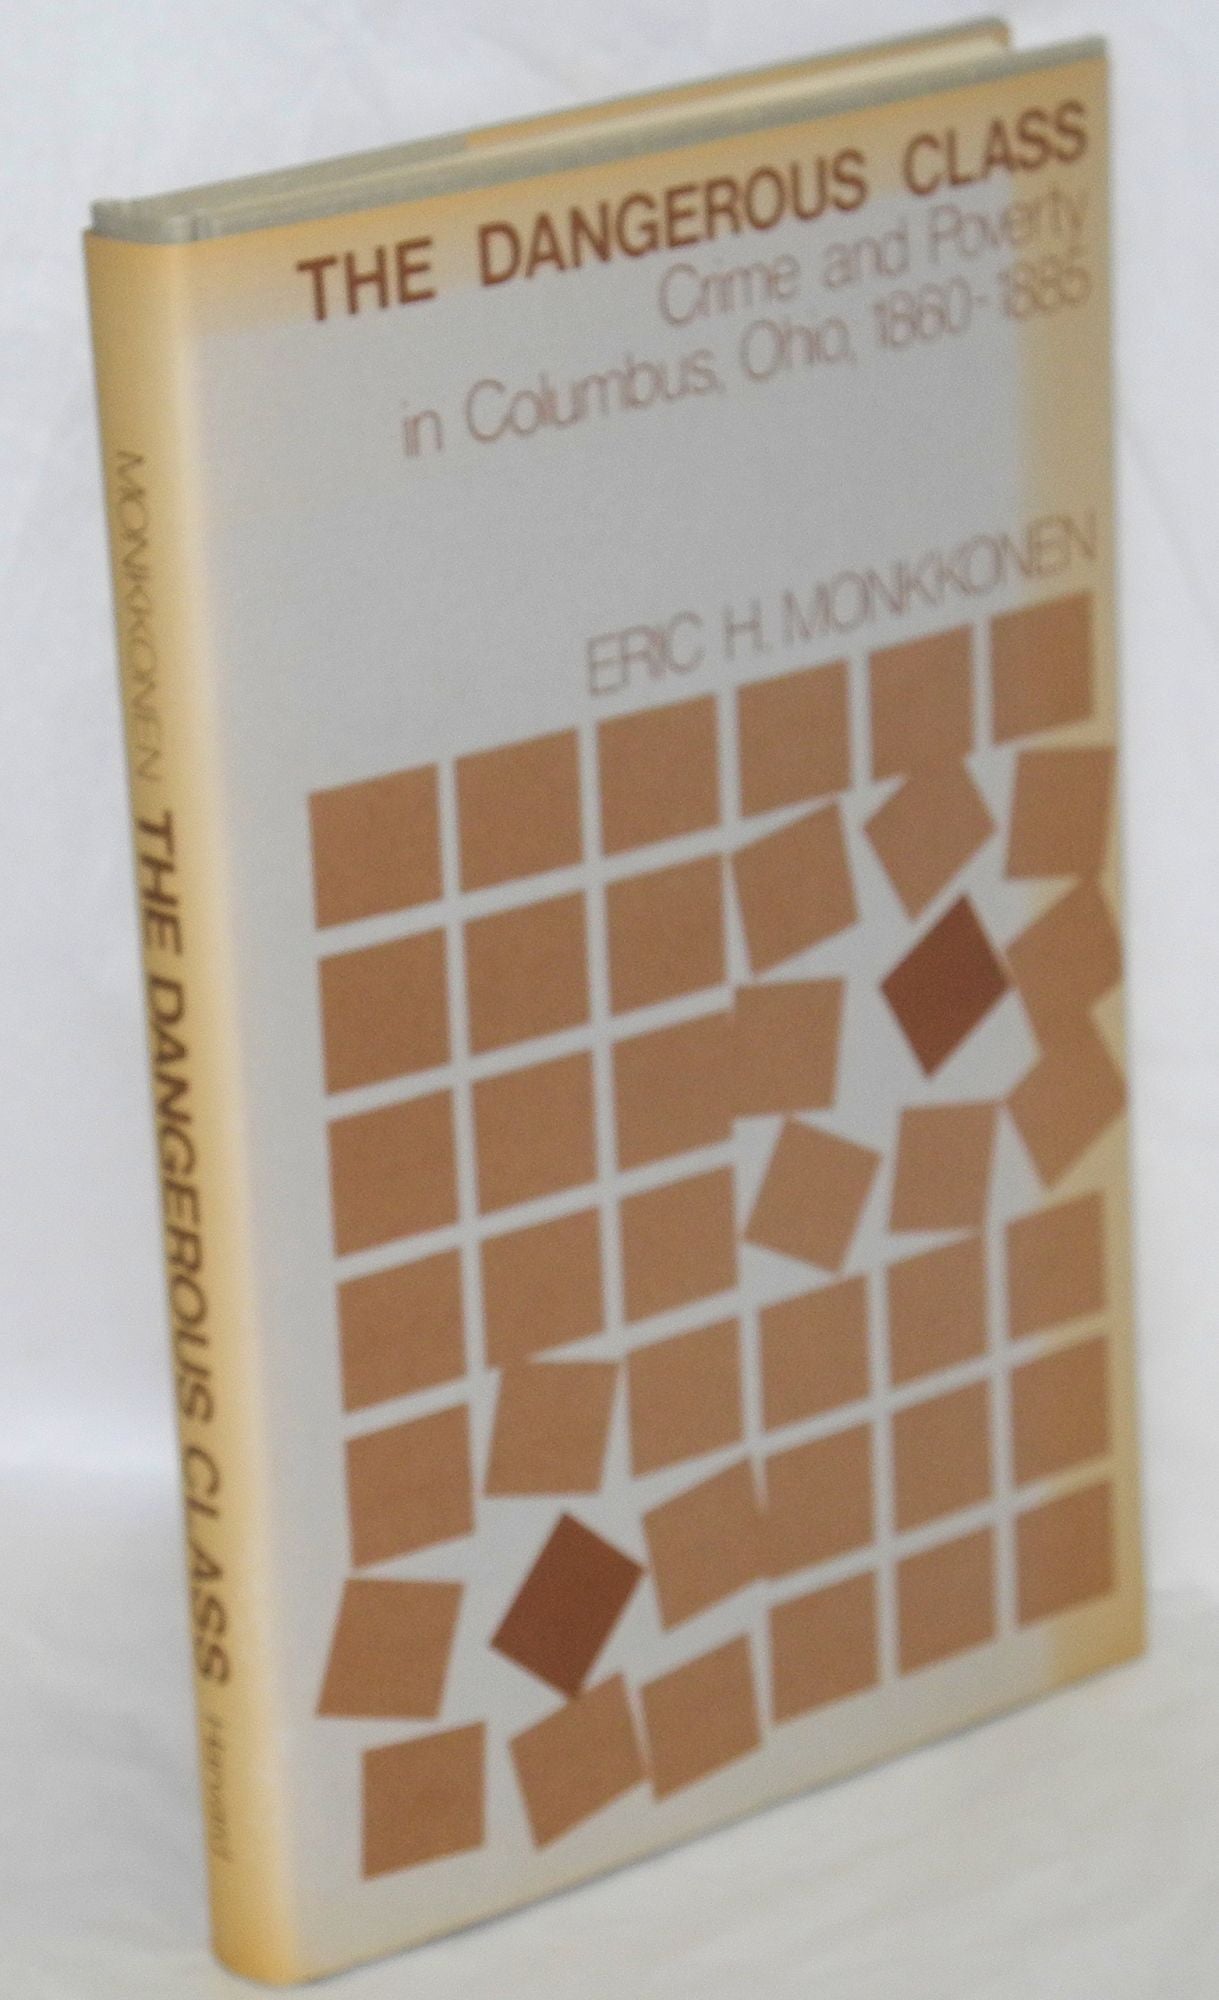 THE DANGEROUS CLASS
Crime and Poverty
in Columbus, Ohio, 1860-1885
ERIC H. MONKKONEN
MONKKONEN THE DANGEROUS CLASS Harvard